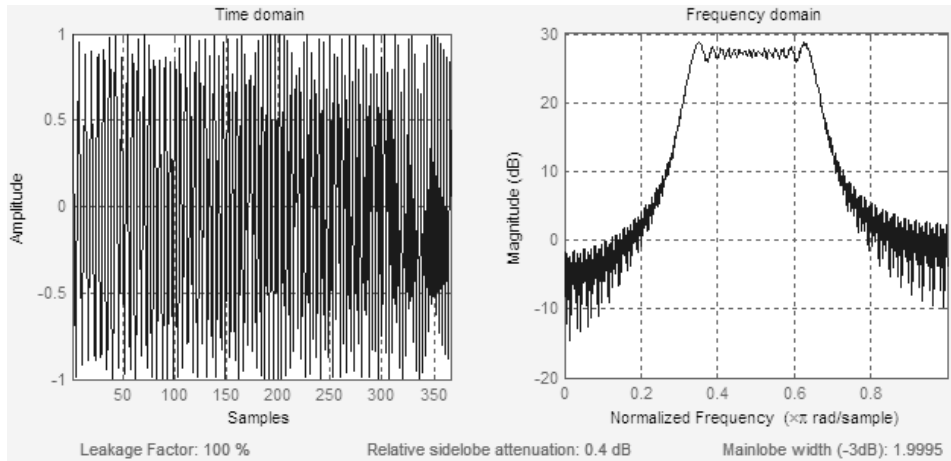 Time domain
Amplitude
1
0.5
0
-0.5
-1
50
100
150
200
250
300
350
Samples
Frequency domain
Magnitude (dB)
30
20
10
0
-10
-20
0
0.2
0.4
0.6
0.8
Normalized Frequency (×π rad/sample)
Leakage Factor: 100 %
Relative sidelobe attenuation: 0.4 dB
Mainlobe width (-3dB): 1.9995